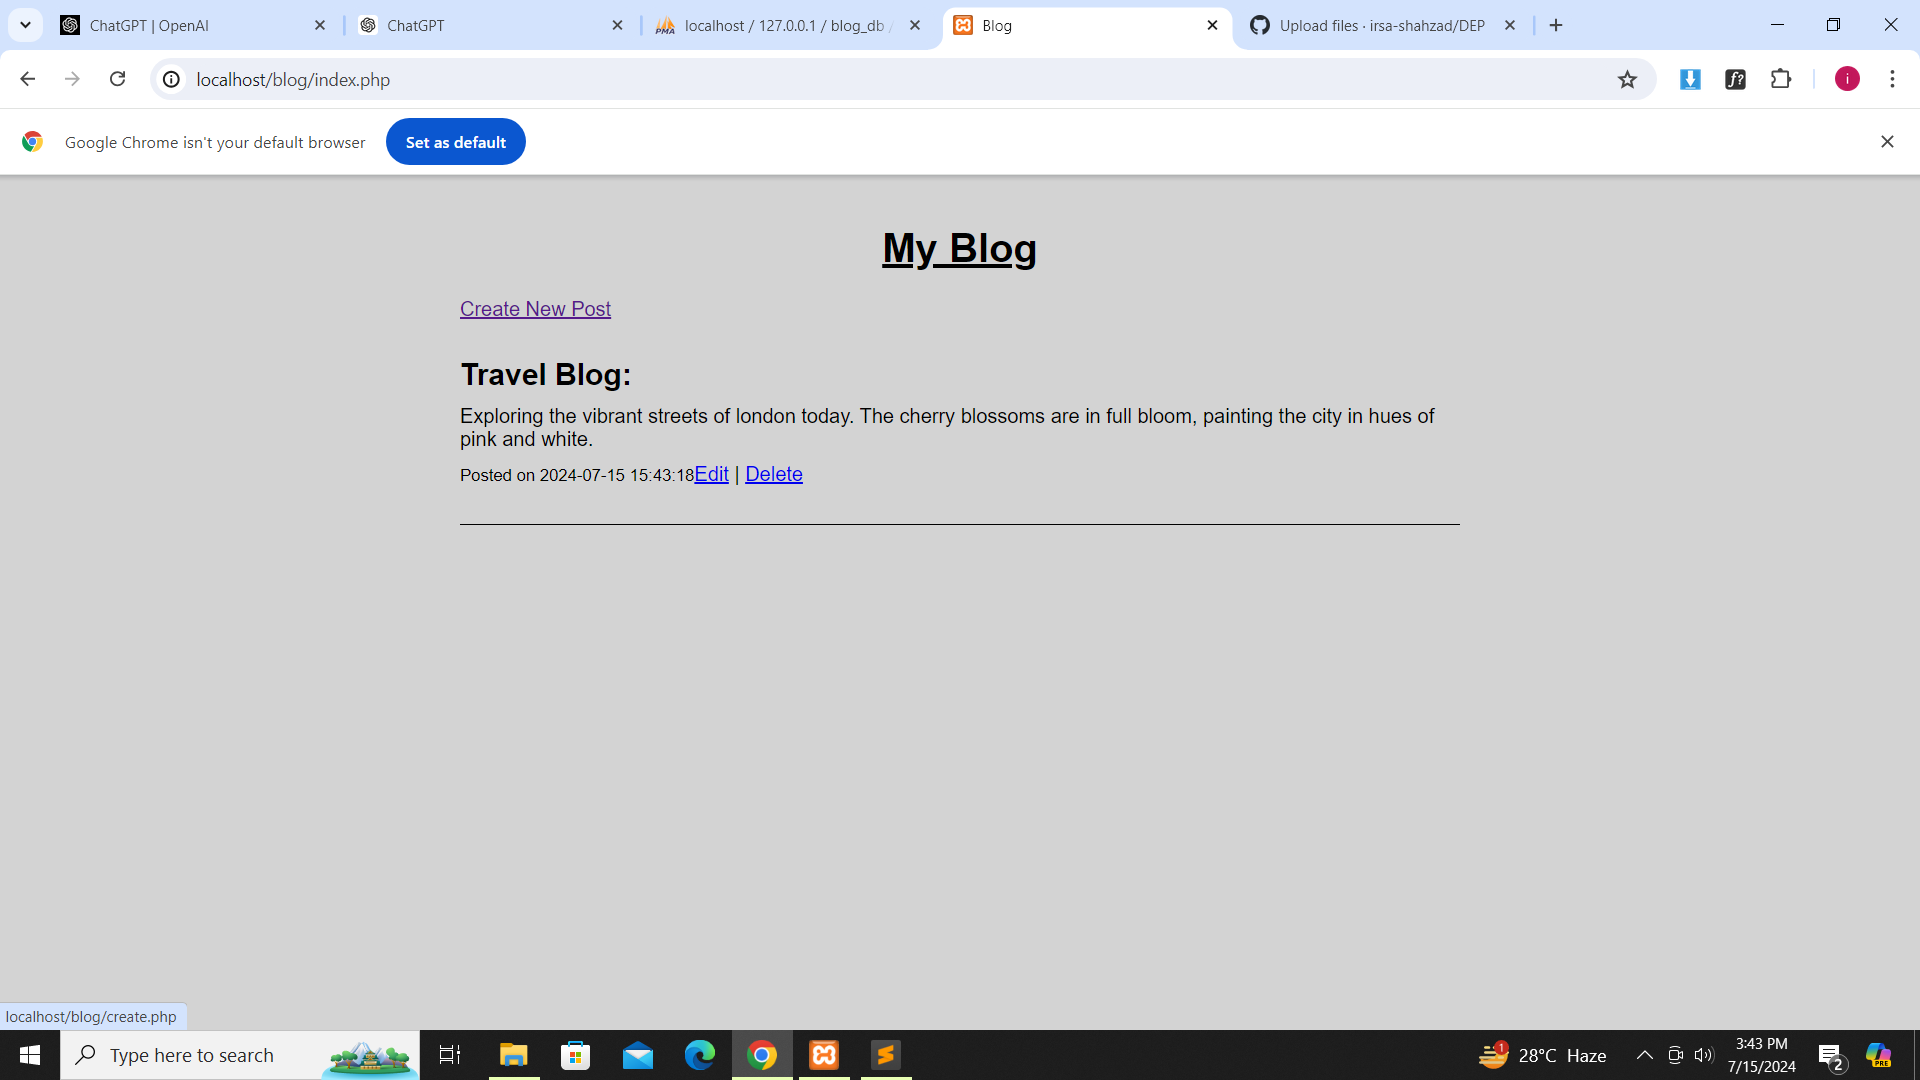 ChatGPT | OpenAI
ChatGPT
localhost / 127.0.0.1 / blog_db /
Blog
Upload files · irsa-shahzad/DEP
localhost/blog/index.php
f?
i
Google Chrome isn't your default browser
Set as default
My Blog
Create New Post
Travel Blog:
Exploring the vibrant streets of london today. The cherry blossoms are in full bloom, painting the city in hues of
pink and white.
Posted on 2024-07-15 15:43:18Edit | Delete
localhost/blog/create.php
Type here to search
1
28°C Haze
3:43 PM
7/15/2024
2
PRE
PMA